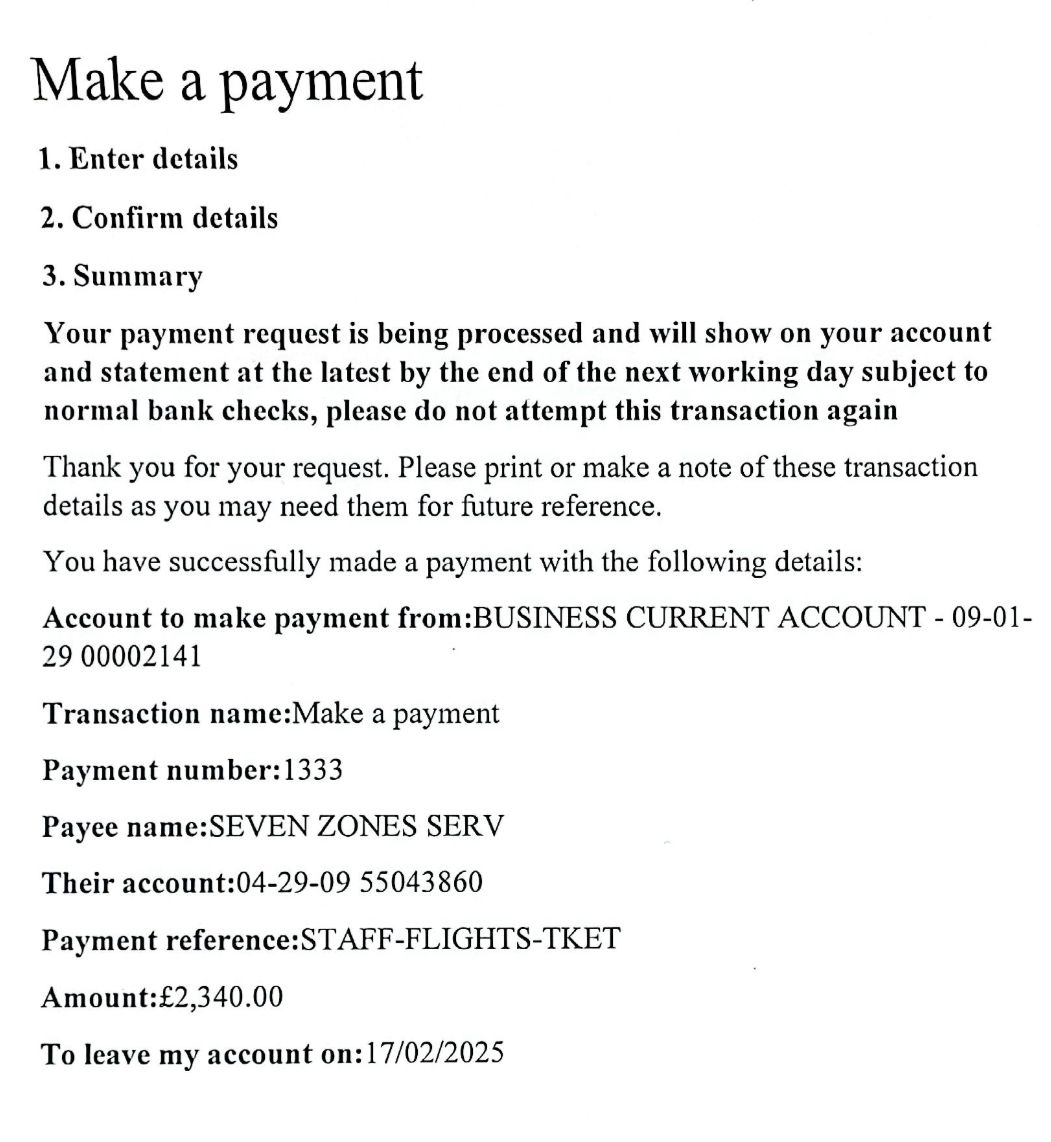 Make a payment
1. Enter details
2. Confirm details
3. Summary
Your payment request is being processed and will show on your account
and statement at the latest by the end of the next working day subject to
normal bank checks, please do not attempt this transaction again
Thank you for your request. Please print or make a note of these transaction
details as you may need them for future reference.
You have successfully made a payment with the following details:
Account to make payment from:BUSINESS CURRENT ACCOUNT - 09-01-
29 00002141
Transaction name:Make a payment
Payment number:1333
Payee name:SEVEN ZONES SERV
Their account:04-29-09 55043860
Payment reference:STAFF-FLIGHTS-TKET
Amount:£2,340.00
To leave my account on:17/02/2025